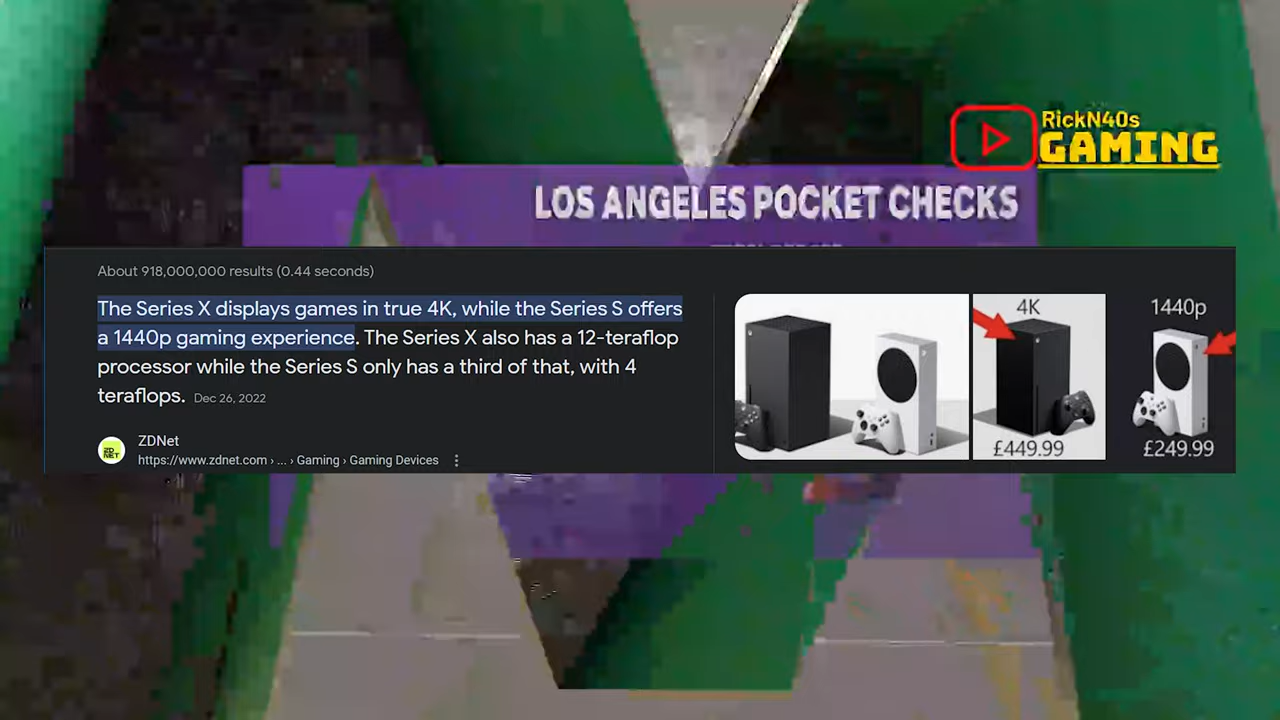 RickN40s
GAMING
LOS ANGELES POCKET CHECKS
About 918,000,000 results (0.44 seconds)
The Series X displays games in true 4K, while the Series S offers
a 1440p gaming experience. The Series X also has a 12-teraflop
processor while the Series S only has a third of that, with 4
teraflops. Dec 26, 2022
ZD
NET
ZDNet
https://www.zdnet.com › ... › Gaming › Gaming Devices
4K
1440p
£449.99
£249.99